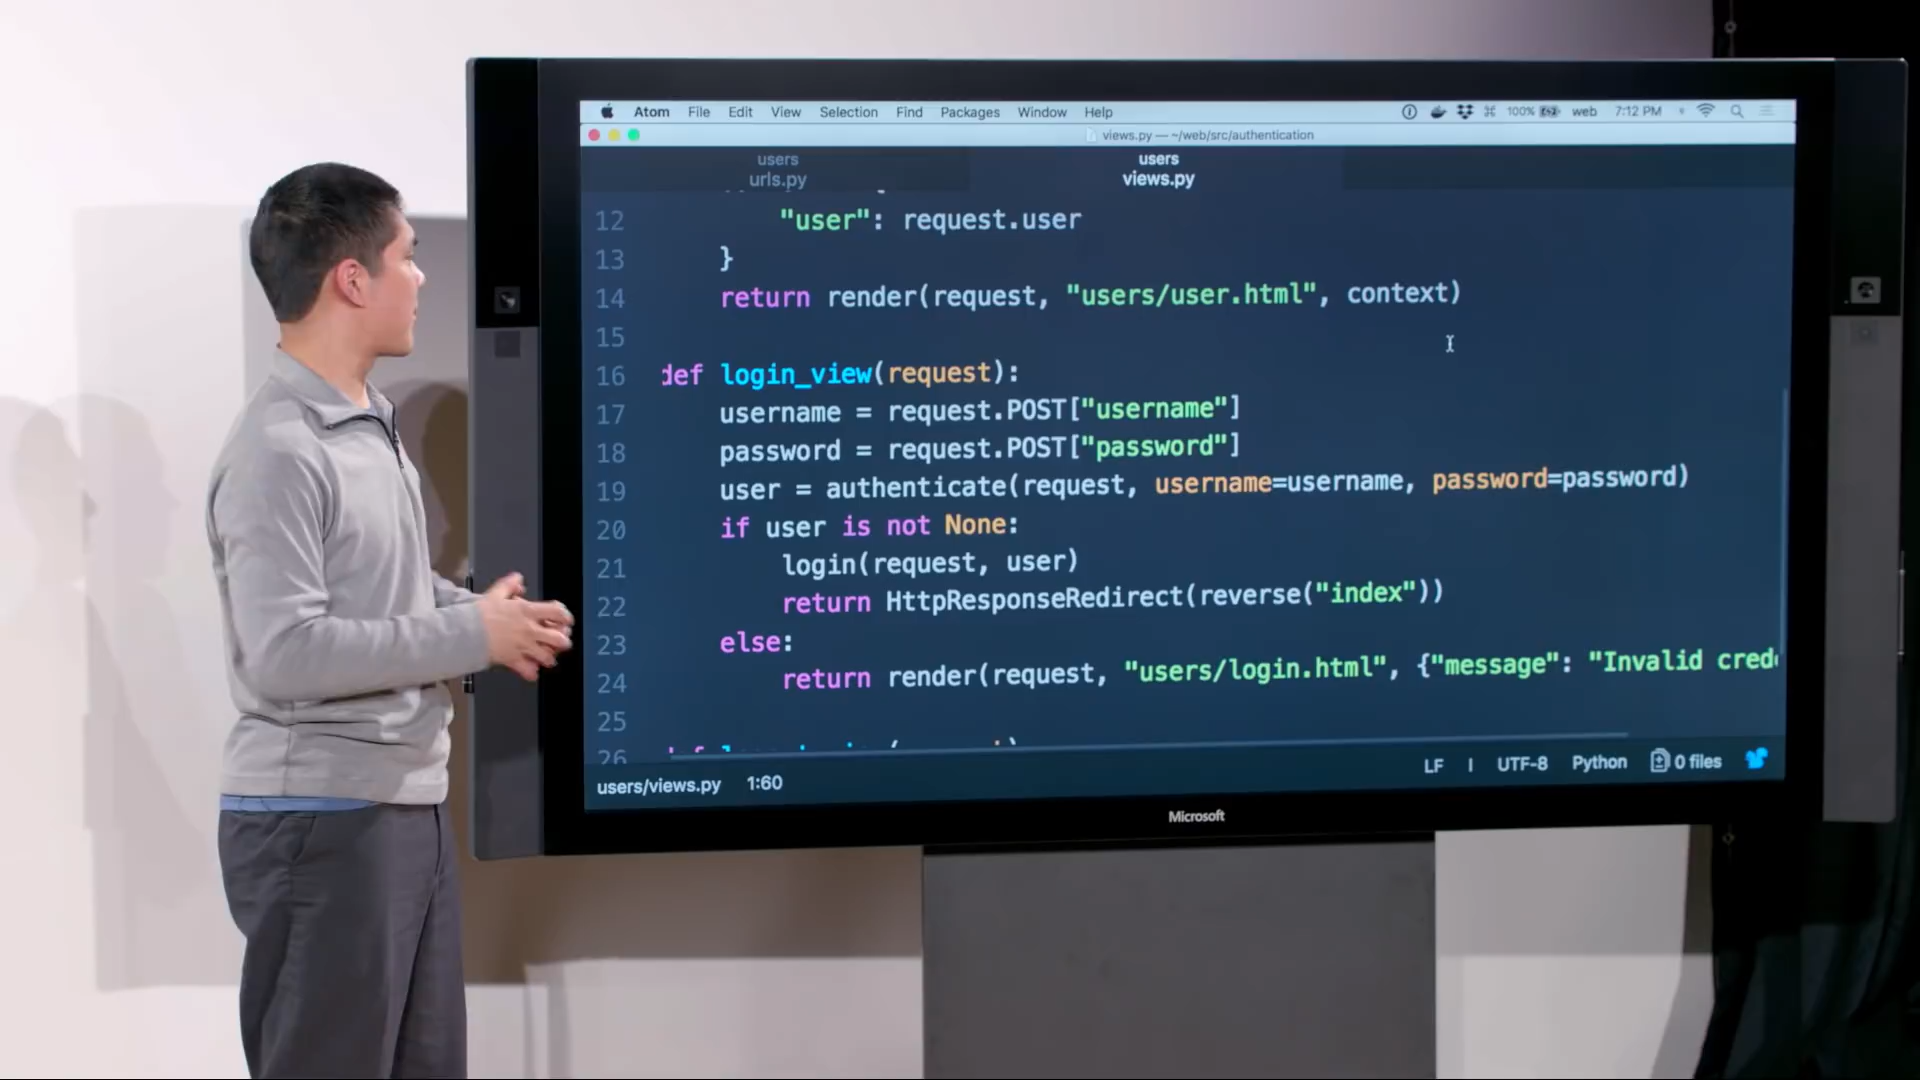 Atom File Edit View Selection Find Packages Window Help 100% web 7:12 PM
views.py — ~/web/src/authentication
users
urls.py
users
views.py
12 "user": request.user
13 }
14 return render(request, "users/user.html", context)
15
16 def login_view(request):
17 username = request.POST["username"]
18 password = request.POST["password"]
19 user = authenticate(request, username=username, password=password)
20 if user is not None:
21 login(request, user)
22 return HttpResponseRedirect(reverse("index"))
23 else:
24 return render(request, "users/login.html", {"message": "Invalid cred
25
26
users/views.py 1:60 LF UTF-8 Python 0 files
Microsoft